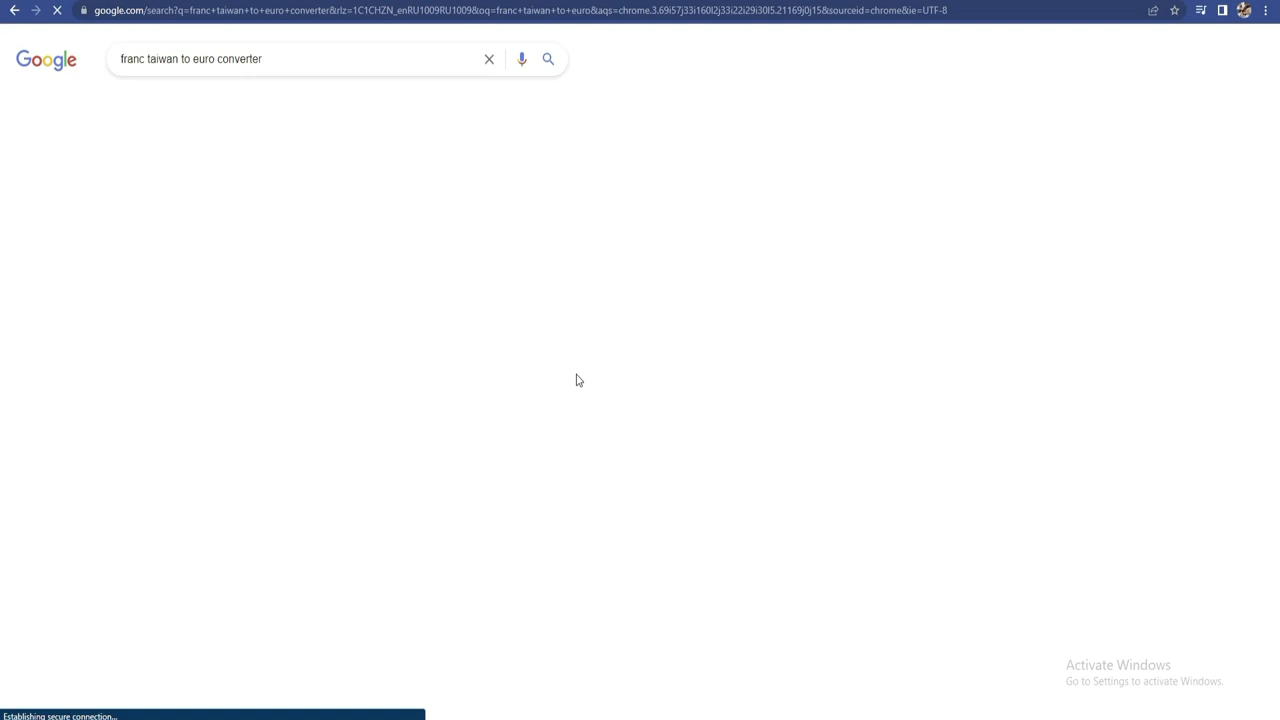 google.com/search?q=franc+taiwan+to+euro+converter&rlz=1C1CHZN_enRU1009RU1009&oq=franc+taiwan+to+euro&aqs=chrome.3.69i57j33i160l2j33i22i29i30l5.21169j0j15&sourceid=chrome&ie=UTF-8
Google
franc taiwan to euro converter
Activate Windows
Go to Settings to activate Windows.
Establishing secure connection...